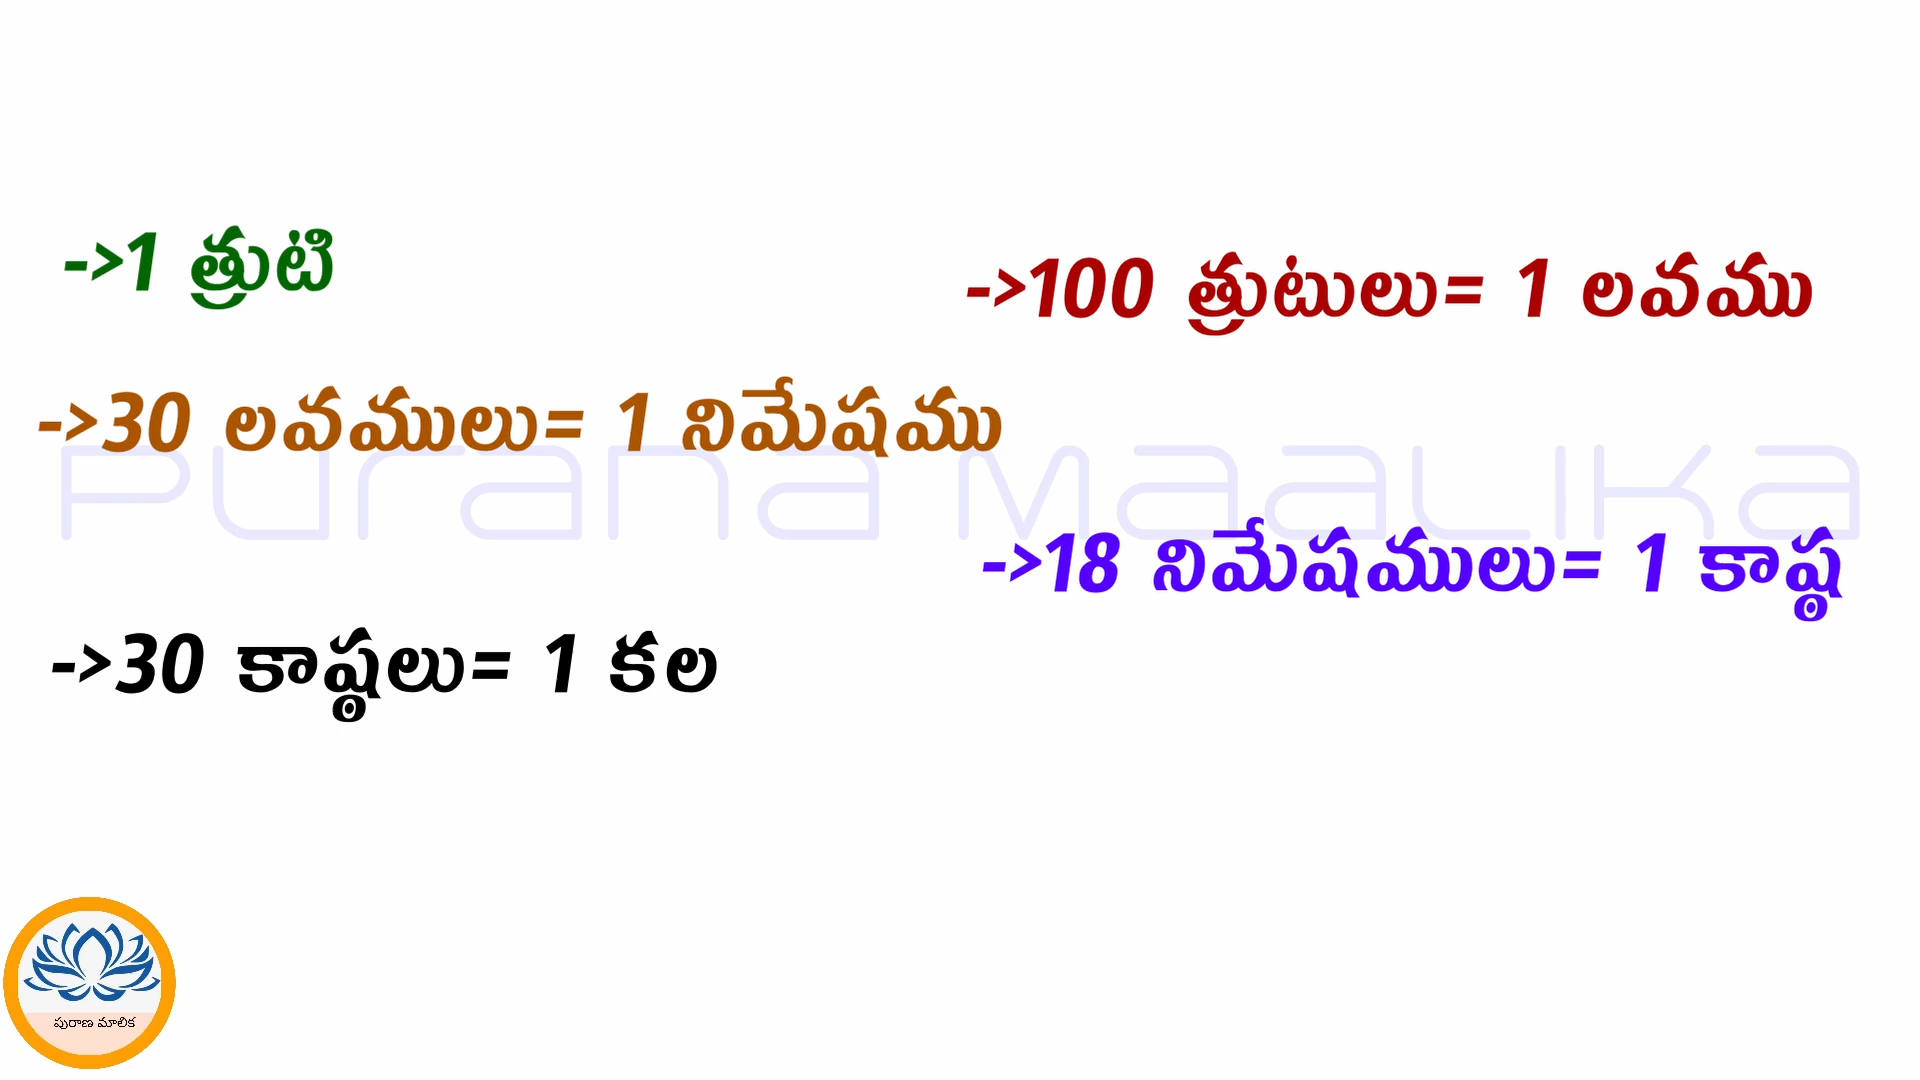 ->1 త్రుటి
->100 త్రుటులు= 1 లవము
->30 లవములు= 1 నిమేషము
Purana Maalika
->18 నిమేషములు= 1 కాష్ఠ
->30 కాష్ఠలు= 1 కల
పురాణ మాలిక